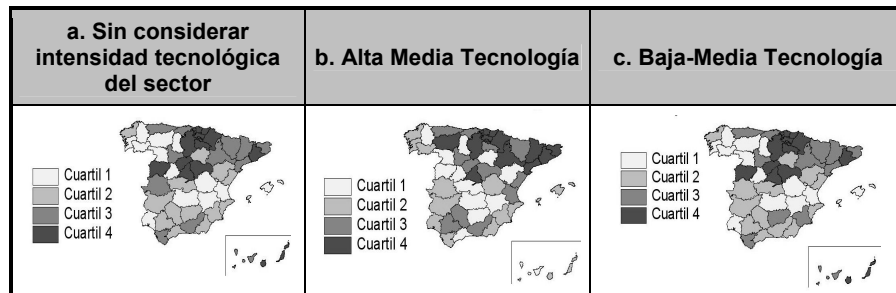 a. Sin considerar
intensidad tecnológica
del sector
b. Alta Media Tecnología
c. Baja-Media Tecnología
Cuartil 1
Cuartil 2
Cuartil 3
Cuartil 4
Cuartil 1
Cuartil 2
Cuartil 3
Cuartil 4
Cuartil 1
Cuartil 2
Cuartil 3
Cuartil 4